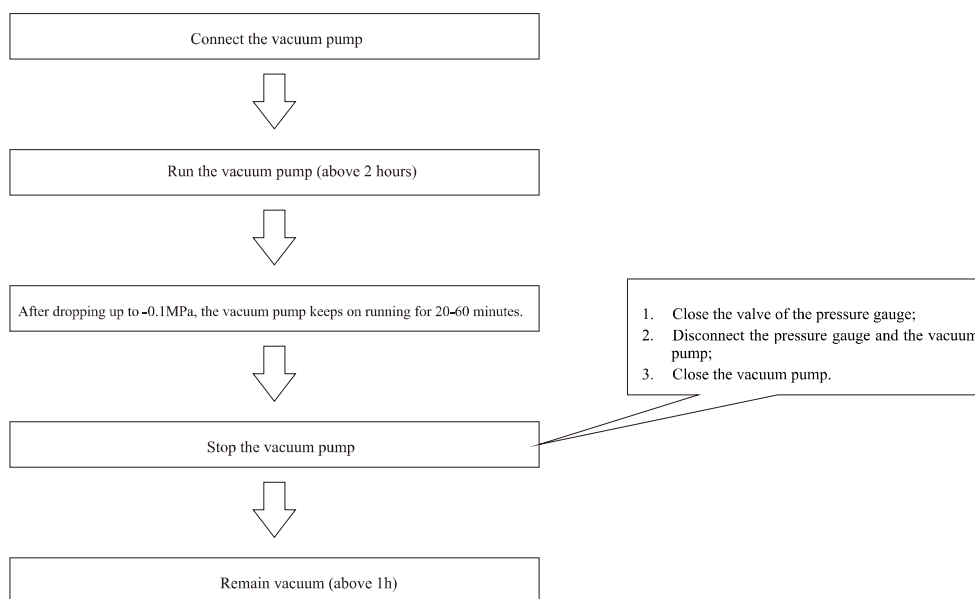 Connect the vacuum pump
Run the vacuum pump (above 2 hours)
After dropping up to -0.1MPa, the vacuum pump keeps on running for 20-60 minutes.
1. Close the valve of the pressure gauge;
2. Disconnect the pressure gauge and the vacuum
pump;
3. Close the vacuum pump.
Stop the vacuum pump
Remain vacuum (above 1h)